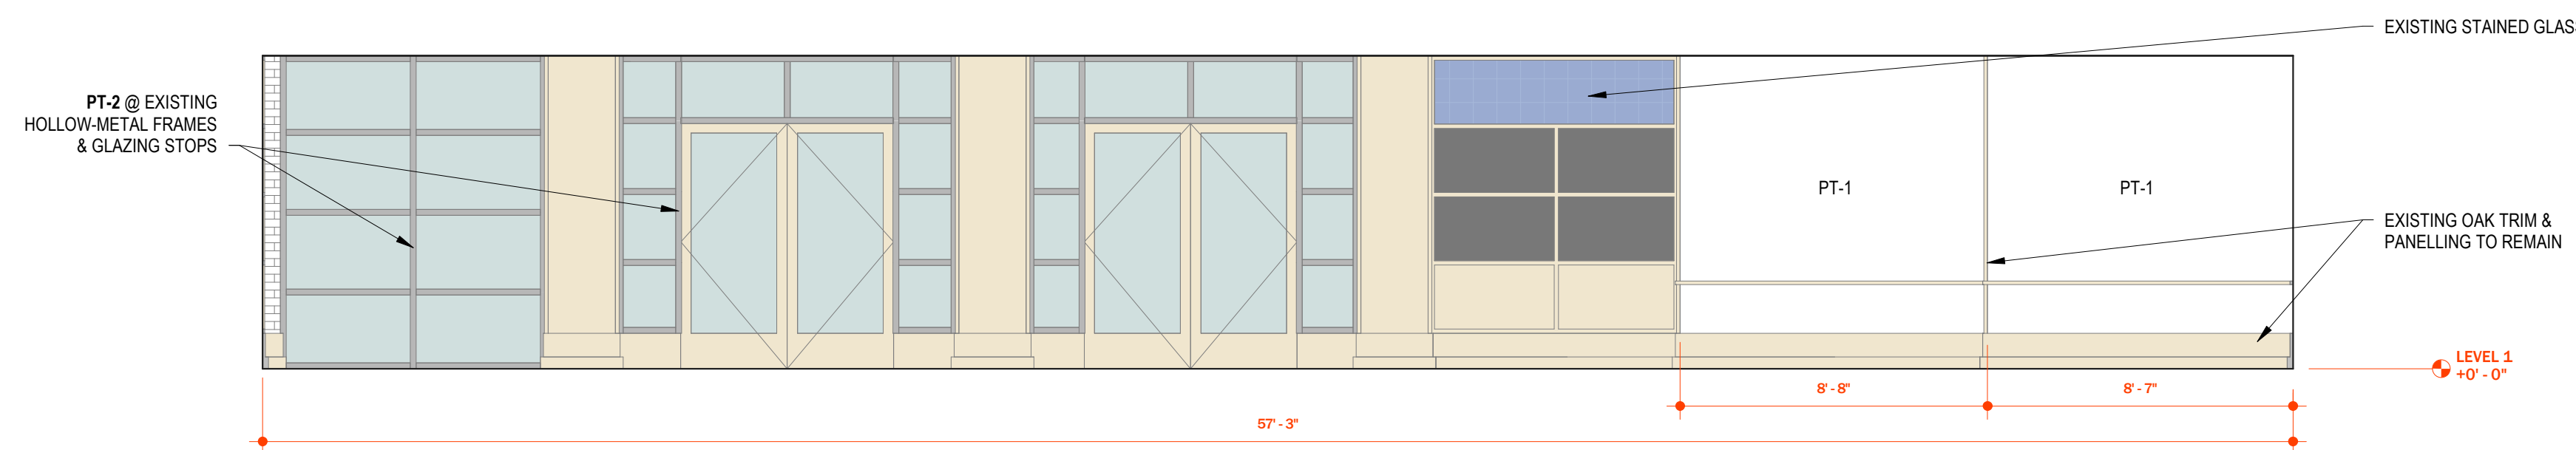 EXISTING STAINED GLAS
PT-2 @ EXISTING
HOLLOW-METAL FRAMES
& GLAZING STOPS
PT-1
PT-1
EXISTING OAK TRIM &
PANELLING TO REMAIN
LEVEL 1
+0' - 0"
8' - 8"
8' - 7"
57' - 3"